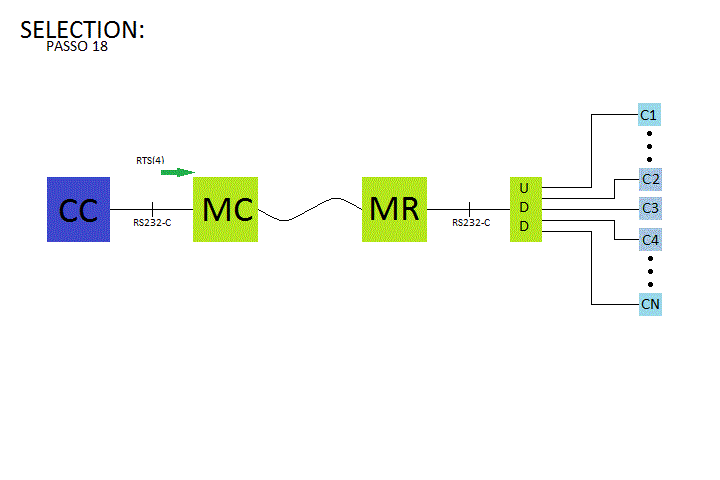 SELECTION:
PASSO 18
RTS(4)
CC
MC
MR
U
D
D
RS232-C
RS232-C
C1
C2
C3
C4
CN